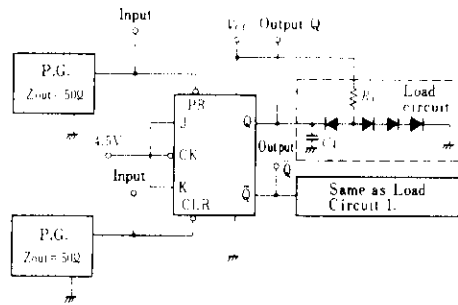 Input
Vcc Output Q
P.G.
Zout= 50Ω
PR
R
Load
circuit
J
Q
4.5V
CK
Output
Q̄
Input
K
Q̄
CLR
Same as Load
Circuit 1.
P.G.
Zout= 50Ω